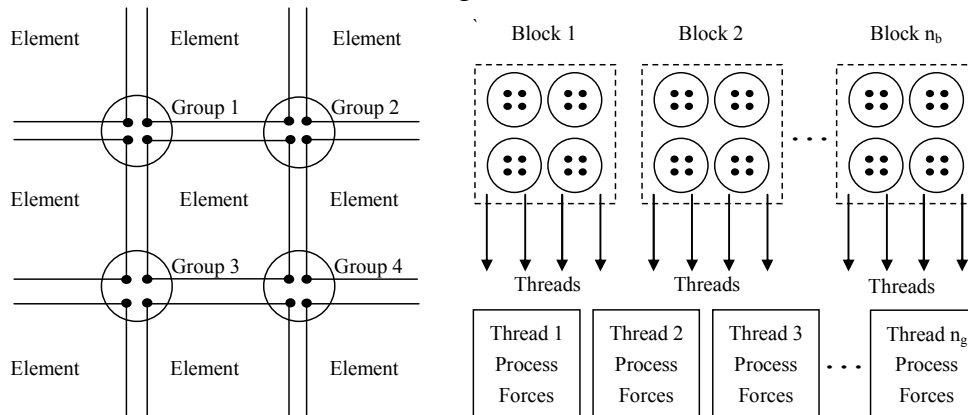 Element Element Element
Group 1 Group 2
Element Element Element
Group 3 Group 4
Element Element Element
` Block 1 Block 2 Block n_b
. . .
Threads Threads Threads
Thread 1 Thread 2 Thread 3 Thread n_g
Process Process Process . . . Process
Forces Forces Forces Forces